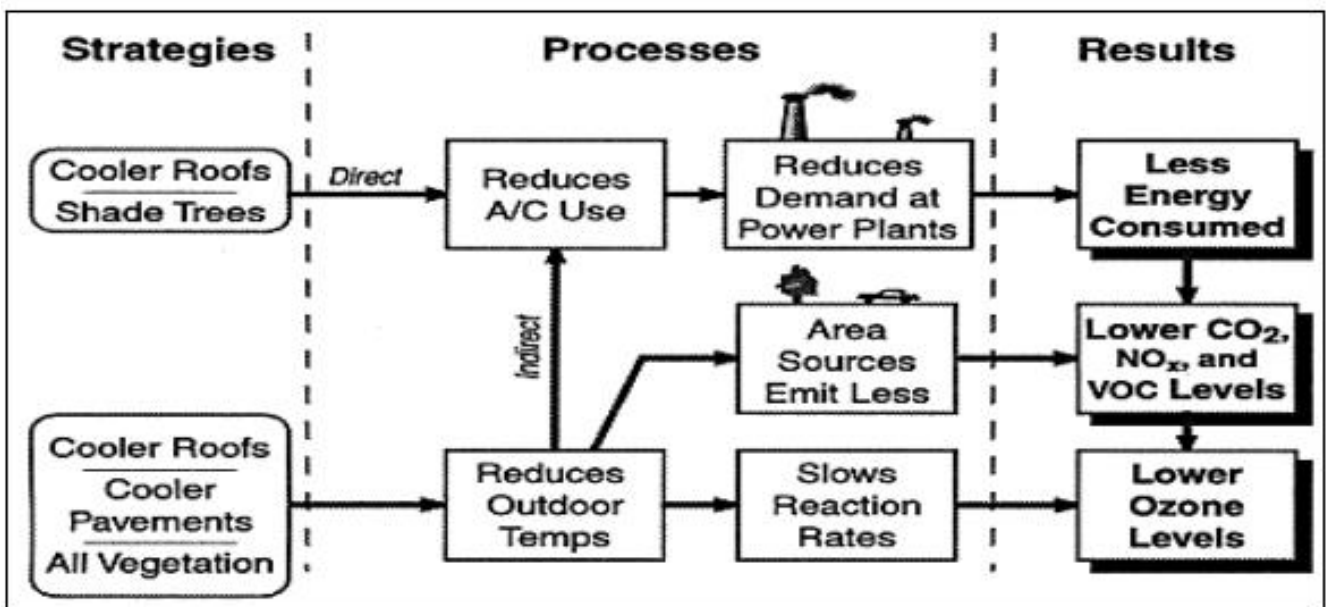 Strategies
Processes
Results
Cooler Roofs
Shade Trees
Direct
Reduces
A/C Use
Reduces
Demand at
Power Plants
Less
Energy
Consumed
Indirect
Area
Sources
Emit Less
Lower CO₂,
NOₓ, and
VOC Levels
Cooler Roofs
Cooler
Pavements
All Vegetation
Reduces
Outdoor
Temps
Slows
Reaction
Rates
Lower
Ozone
Levels